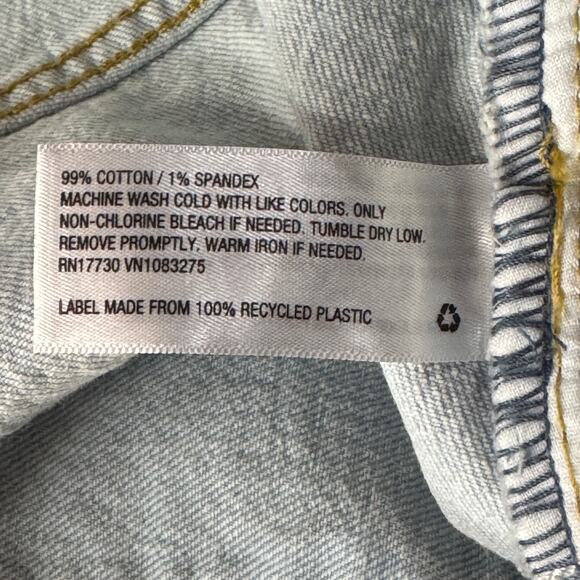 99% COTTON / 1% SPANDEX
MACHINE WASH COLD WITH LIKE COLORS. ONLY
NON-CHLORINE BLEACH IF NEEDED. TUMBLE DRY LOW.
REMOVE PROMPTLY. WARM IRON IF NEEDED.
RN17730 VN1083275
LABEL MADE FROM 100% RECYCLED PLASTIC